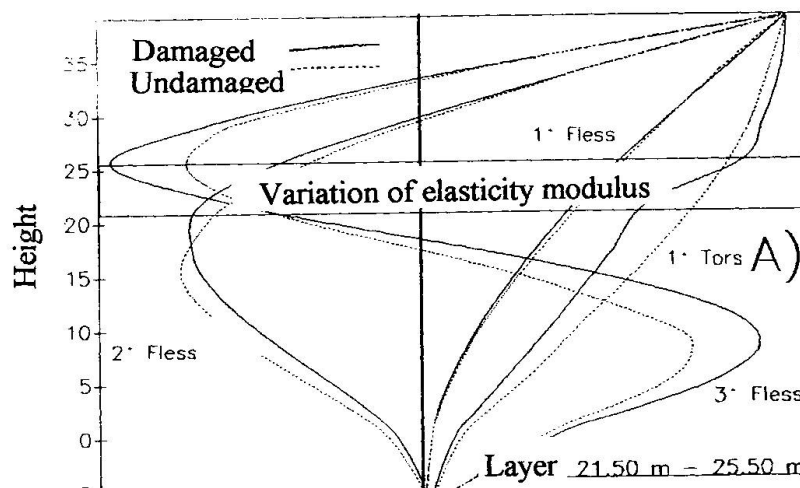 Damaged
Undamaged
35
30
1· Fless
25
Variation of elasticity modulus
Height
20
1· Tors A)
15
10
2· Fless
5
3· Fless
0
Layer 21.50 m - 25.50 m